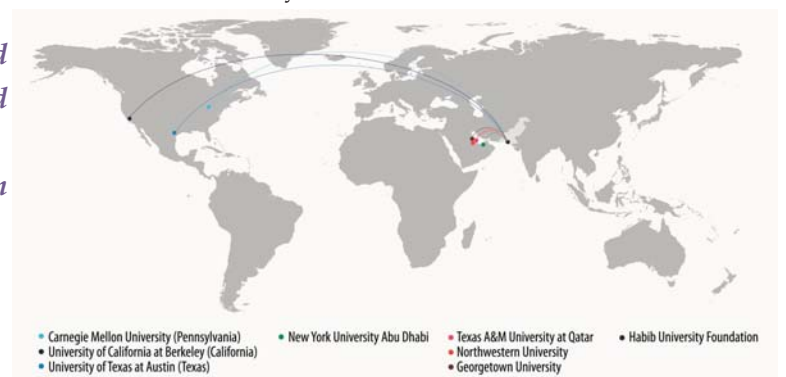 d
d
n
Carnegie Mellon University (Pennsylvania)
University of California at Berkeley (California)
University of Texas at Austin (Texas)
New York University Abu Dhabi
Texas A&M University at Qatar
Northwestern University
Georgetown University
Habib University Foundation